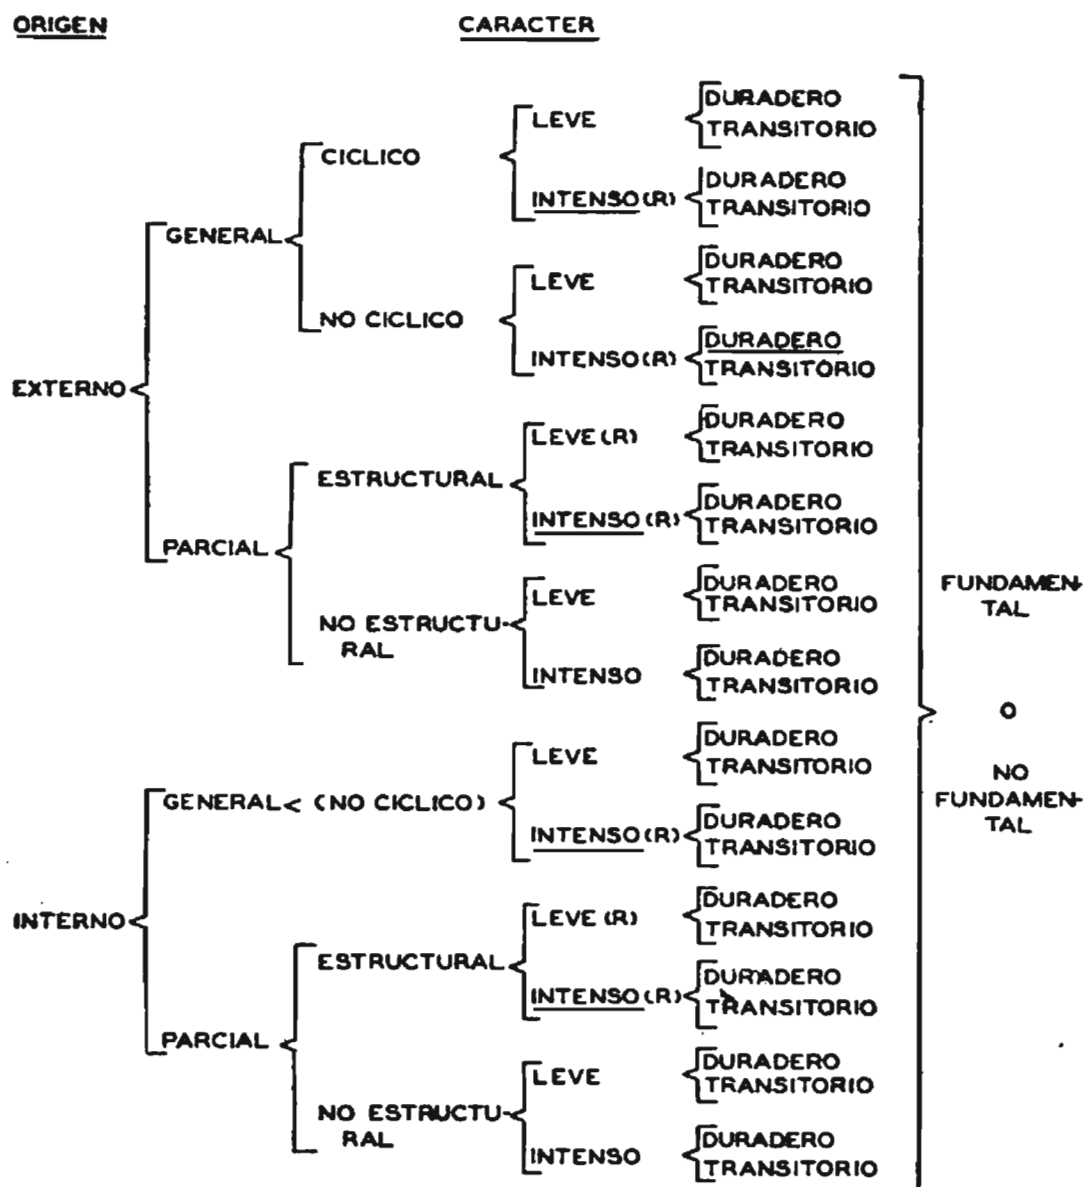 ORIGEN CARACTER
DURADERO
LEVE
TRANSITORIO
CICLICO
DURADERO
INTENSO (R)
TRANSITORIO
GENERAL
DURADERO
LEVE
TRANSITORIO
NO CICLICO
DURADERO
INTENSO (R)
TRANSITORIO
EXTERNO
DURADERO
LEVE (R)
TRANSITORIO
ESTRUCTURAL
DURADERO
INTENSO (R)
TRANSITORIO
PARCIAL
DURADERO
LEVE
TRANSITORIO
NO ESTRUCTU-
RAL
DURADERO
INTENSO
TRANSITORIO
DURADERO
LEVE
TRANSITORIO
GENERAL (NO CICLICO)
DURADERO
INTENSO (R)
TRANSITORIO
INTERNO
DURADERO
LEVE (R)
TRANSITORIO
ESTRUCTURAL
DURADERO
INTENSO (R)
TRANSITORIO
PARCIAL
DURADERO
LEVE
TRANSITORIO
NO ESTRUCTU-
RAL
DURADERO
INTENSO
TRANSITORIO
FUNDAMEN-
TAL
O
NO
FUNDAMEN-
TAL